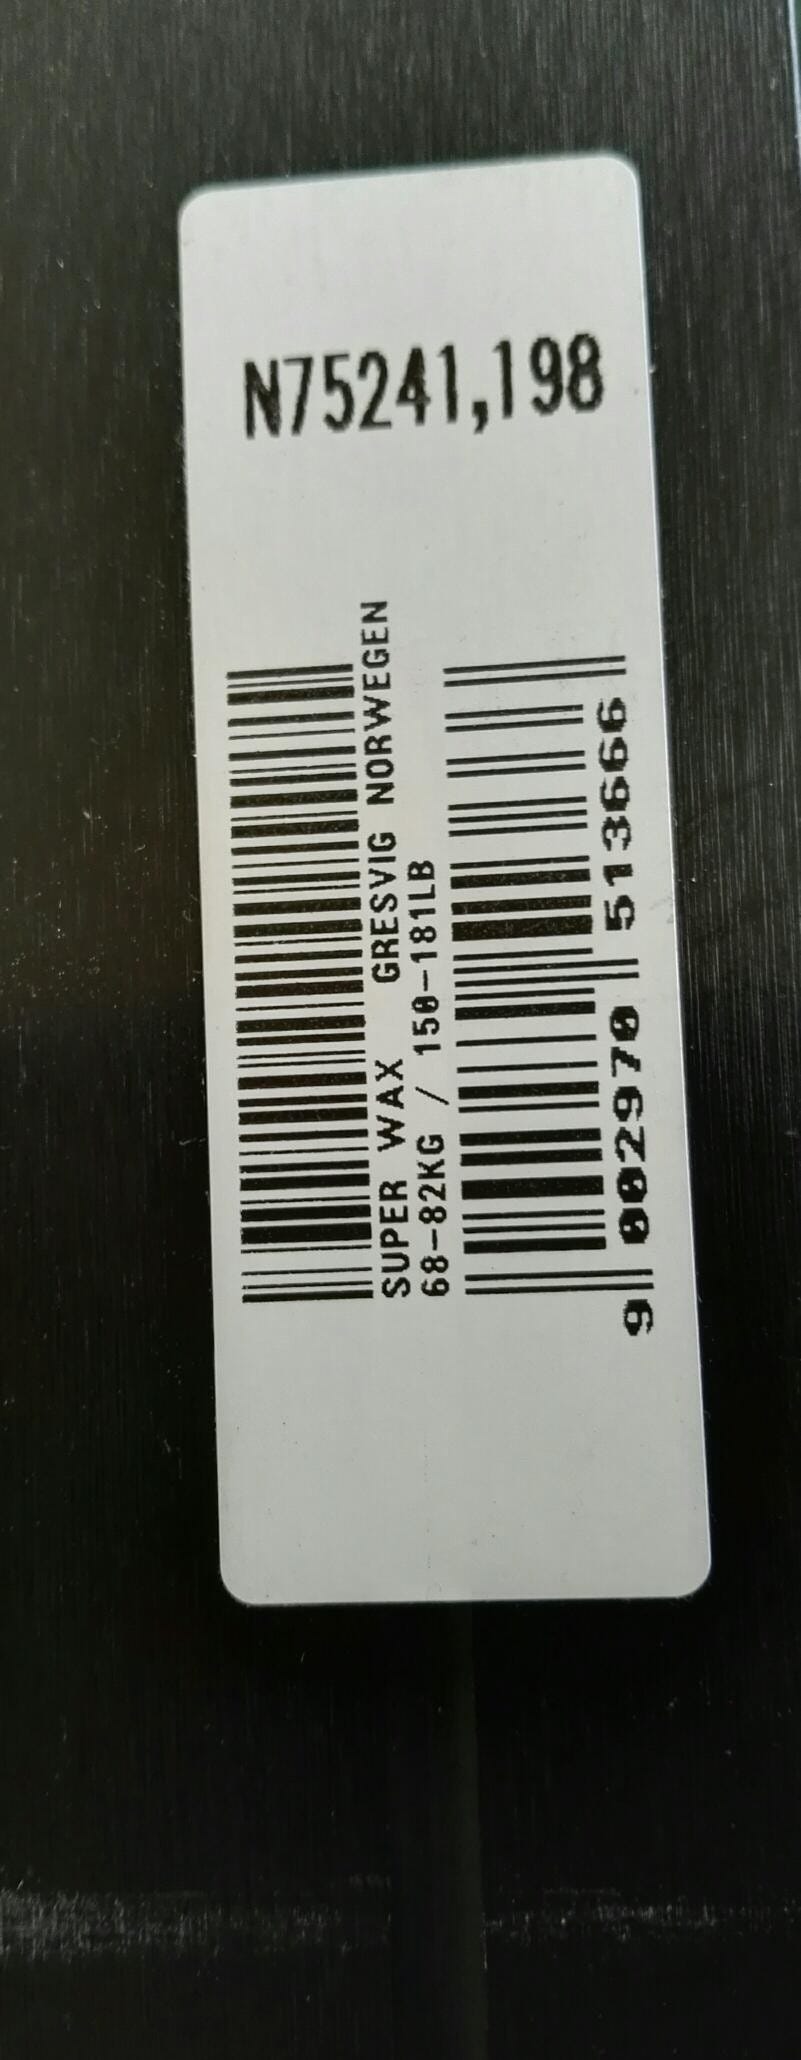 N75241,198
SUPER WAX GRESVIG NORWEGEN
68-82KG / 150-181LB
9 002970 513666